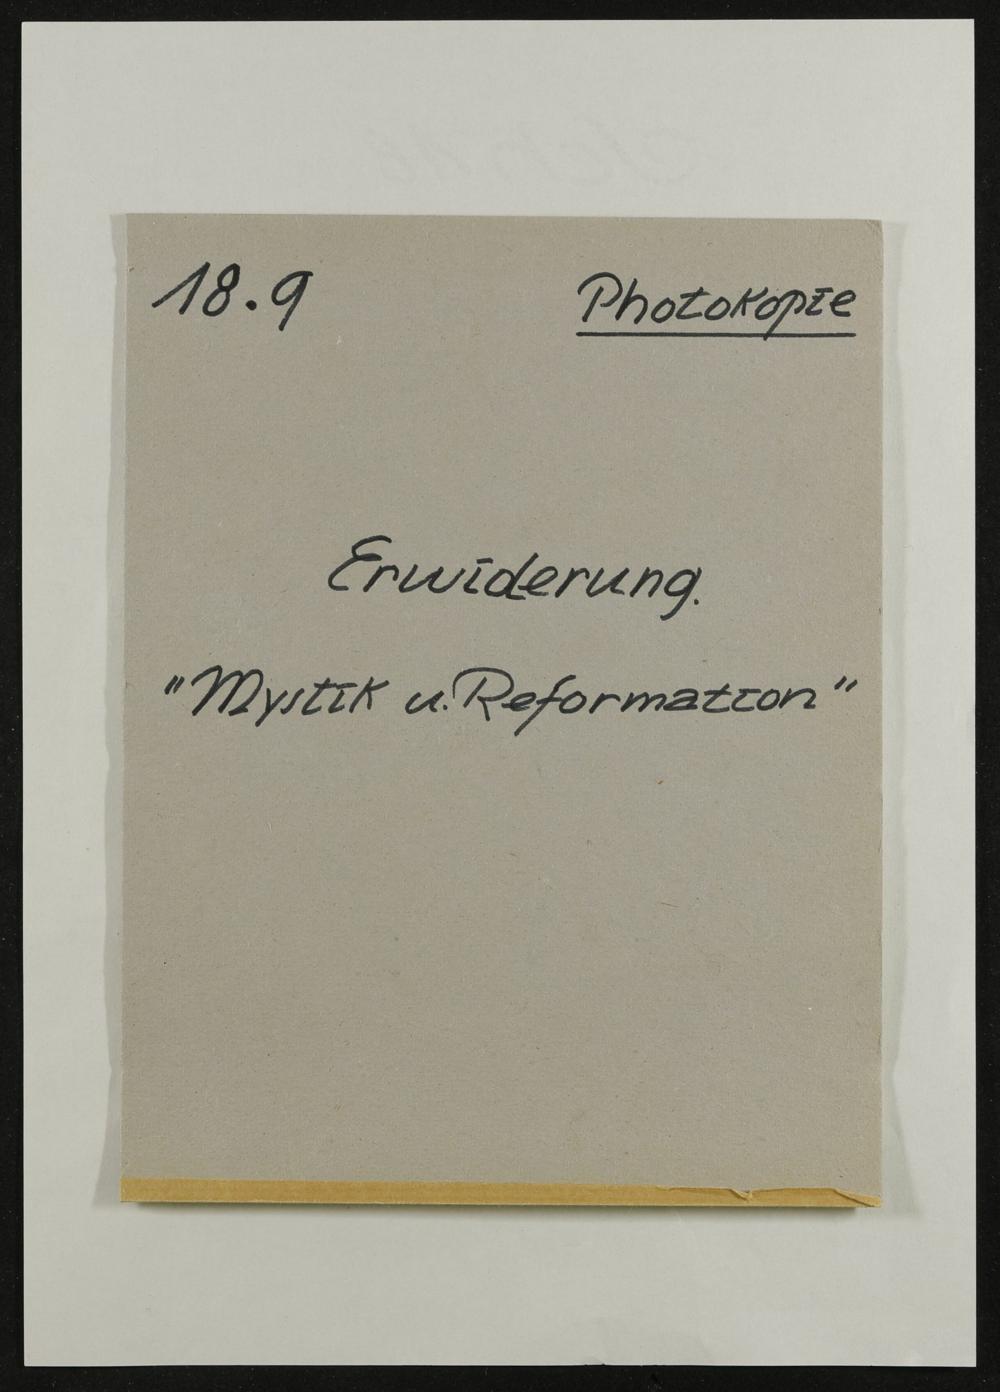 18.9 Photokopie
Erwiderung.
"Mystik u. Reformation"